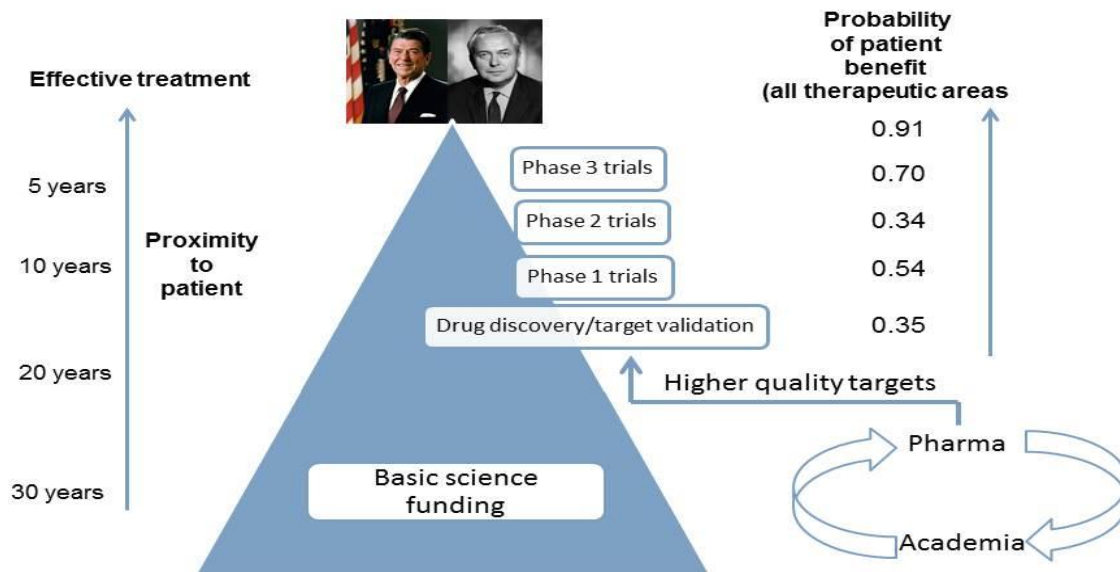 Effective treatment
5 years
10 years
20 years
30 years
Proximity
to
patient
Phase 3 trials
Phase 2 trials
Phase 1 trials
Drug discovery/target validation
Basic science
funding
Probability
of patient
benefit
(all therapeutic areas
0.91
0.70
0.34
0.54
0.35
Higher quality targets
Pharma
Academia